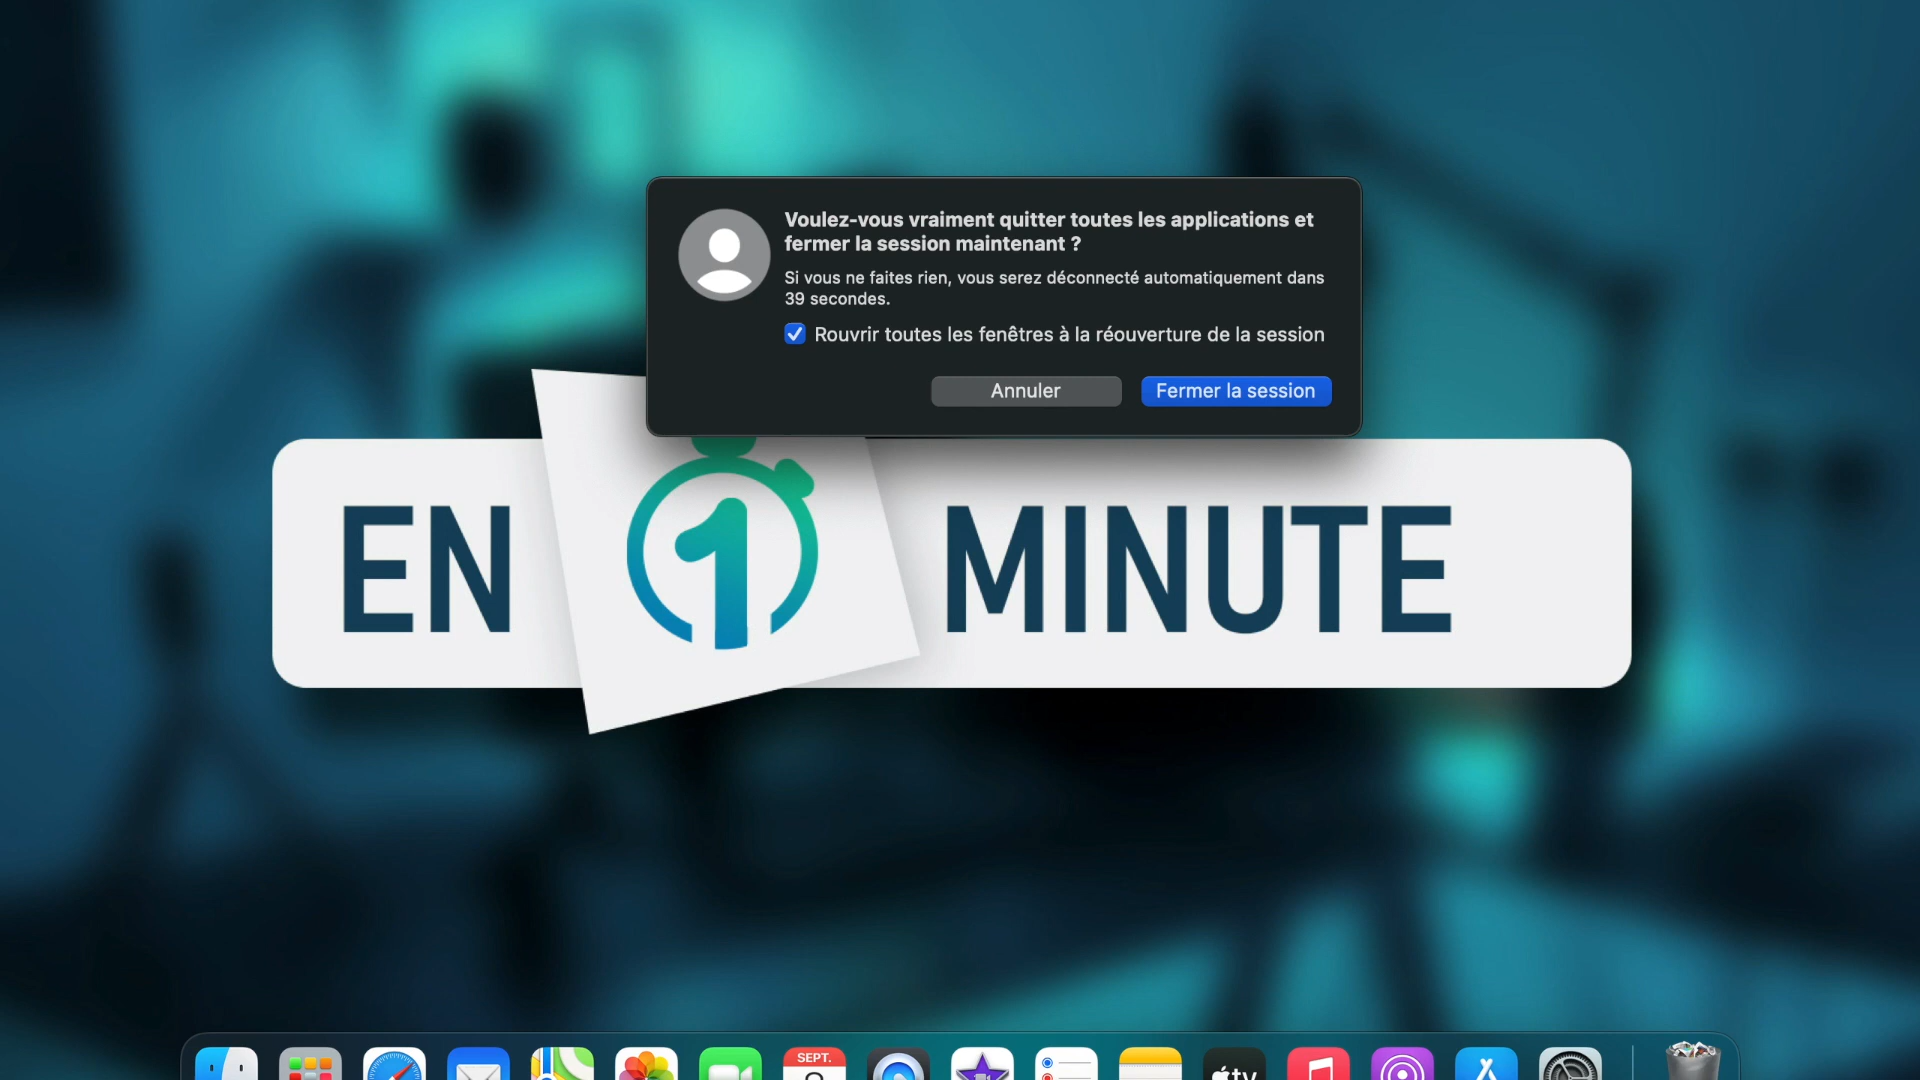 Voulez-vous vraiment quitter toutes les applications et
fermer la session maintenant ?
Si vous ne faites rien, vous serez déconnecté automatiquement dans
39 secondes.
Rouvrir toutes les fenêtres à la réouverture de la session
Annuler Fermer la session
EN 1 MINUTE
SEPT.
tv